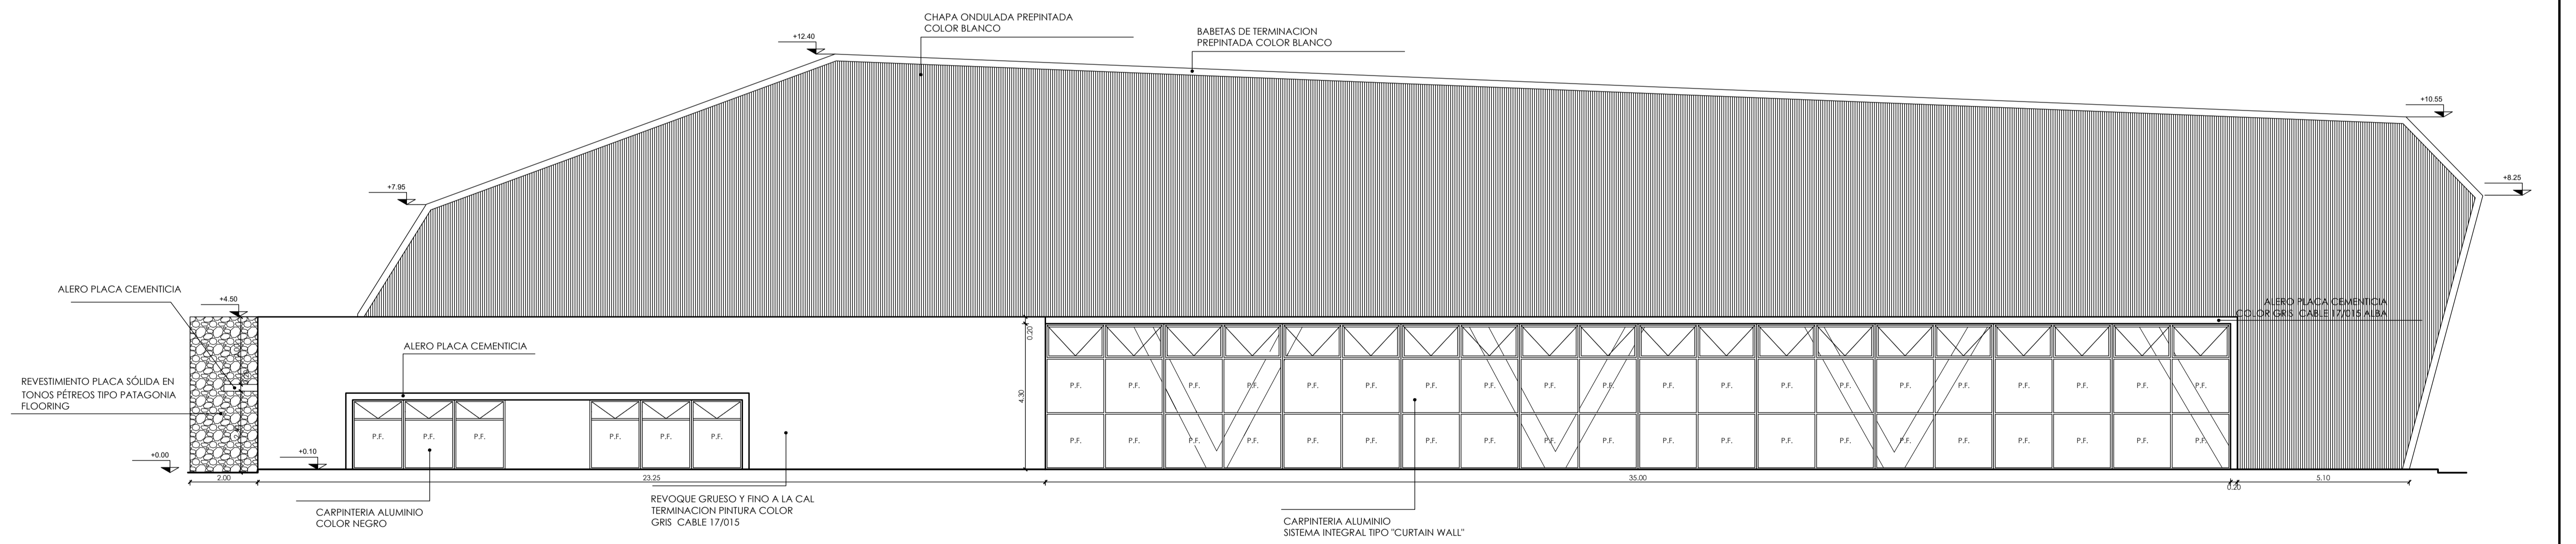 CHAPA ONDULADA PREPINTADA
COLOR BLANCO
BABETAS DE TERMINACION
PREPINTADA COLOR BLANCO
+12.40
+10.55
+7.95
+8.25
ALERO PLACA CEMENTICIA
+4.50
ALERO PLACA CEMENTICIA
COLOR GRIS CABLE 17/015 ALBA
0.20
ALERO PLACA CEMENTICIA
REVESTIMIENTO PLACA SÓLIDA EN
TONOS PÉTREOS TIPO PATAGONIA
FLOORING
4.30
P.F. P.F. P.F. P.F. P.F. P.F. P.F. P.F. P.F. P.F. P.F. P.F. P.F. P.F. P.F. P.F. P.F. P.F. P.F. P.F.
P.F. P.F. P.F. P.F. P.F. P.F.
P.F. P.F. P.F. P.F. P.F. P.F. P.F. P.F. P.F. P.F. P.F. P.F. P.F. P.F. P.F. P.F. P.F. P.F. P.F. P.F.
+0.00
+0.10
2.00
23.25
35.00
0.20
5.10
CARPINTERIA ALUMINIO
COLOR NEGRO
REVOQUE GRUESO Y FINO A LA CAL
TERMINACION PINTURA COLOR
GRIS CABLE 17/015
CARPINTERIA ALUMINIO
SISTEMA INTEGRAL TIPO "CURTAIN WALL"